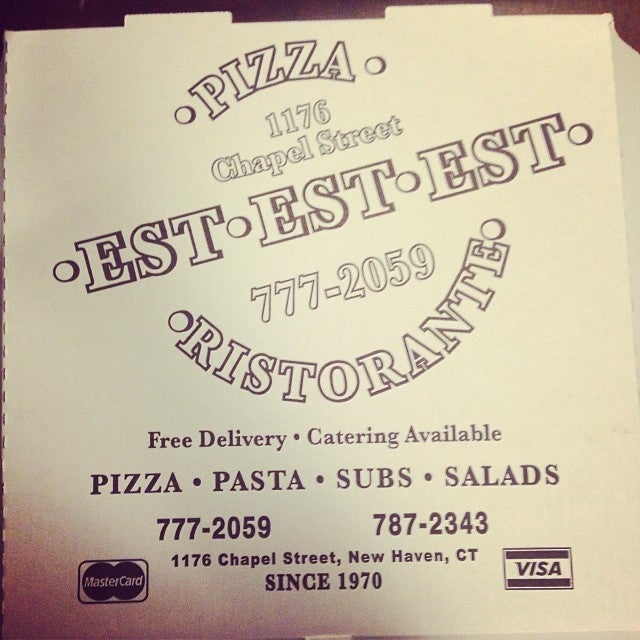 •PIZZA•
1176
Chapel Street
•EST•EST•EST•
777-2059
•RISTORANTE•
Free Delivery • Catering Available
PIZZA • PASTA • SUBS • SALADS
777-2059 787-2343
1176 Chapel Street, New Haven, CT
MasterCard SINCE 1970 VISA